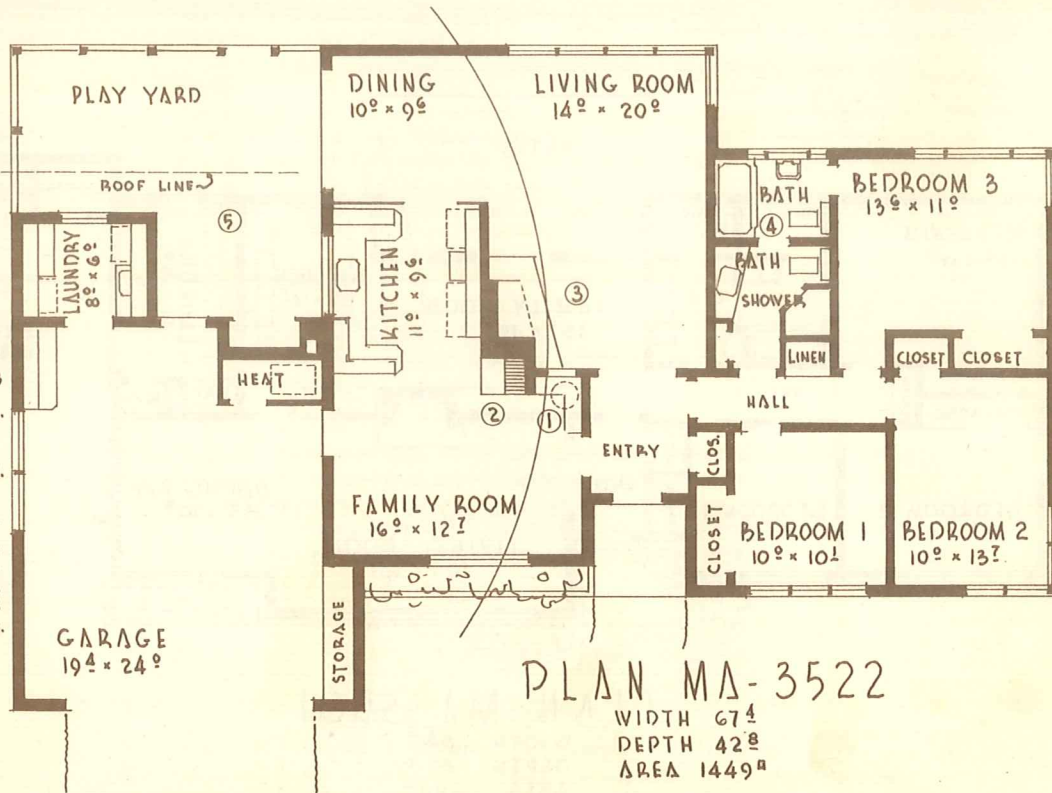 PLAY YARD
DINING
10⁰ × 9⁶
LIVING ROOM
14⁰ × 20⁰
ROOF LINE
⑤
LAUNDRY
8⁰ × 6⁰
KITCHEN
11⁰ × 9⁶
③
BATH
④
BATH
SHOWER
BEDROOM 3
13⁶ × 11⁰
HEAT
②
①
LINEN
CLOSET
CLOSET
HALL
ENTRY
CLOS.
FAMILY ROOM
16⁰ × 12⁷
CLOSET
BEDROOM 1
10⁰ × 10¹
BEDROOM 2
10⁰ × 13⁷
STORAGE
GARAGE
19⁴ × 24⁰
PLAN MA-3522
WIDTH 67⁴
DEPTH 42⁸
AREA 1449□